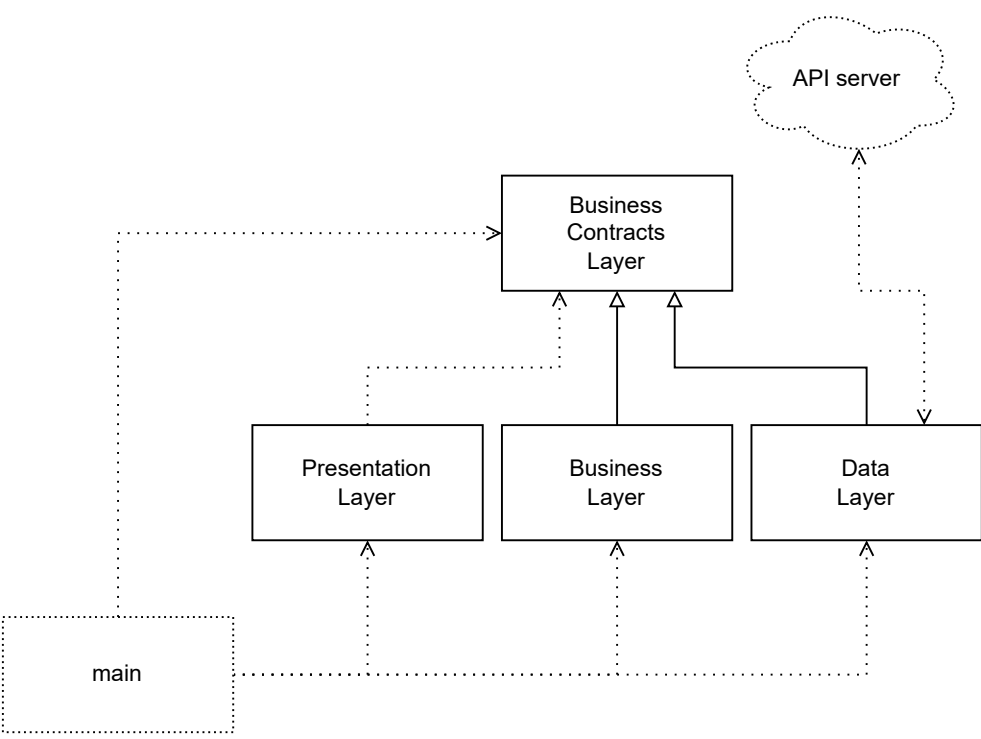 API server
Business
Contracts
Layer
Presentation
Layer
Business
Layer
Data
Layer
main